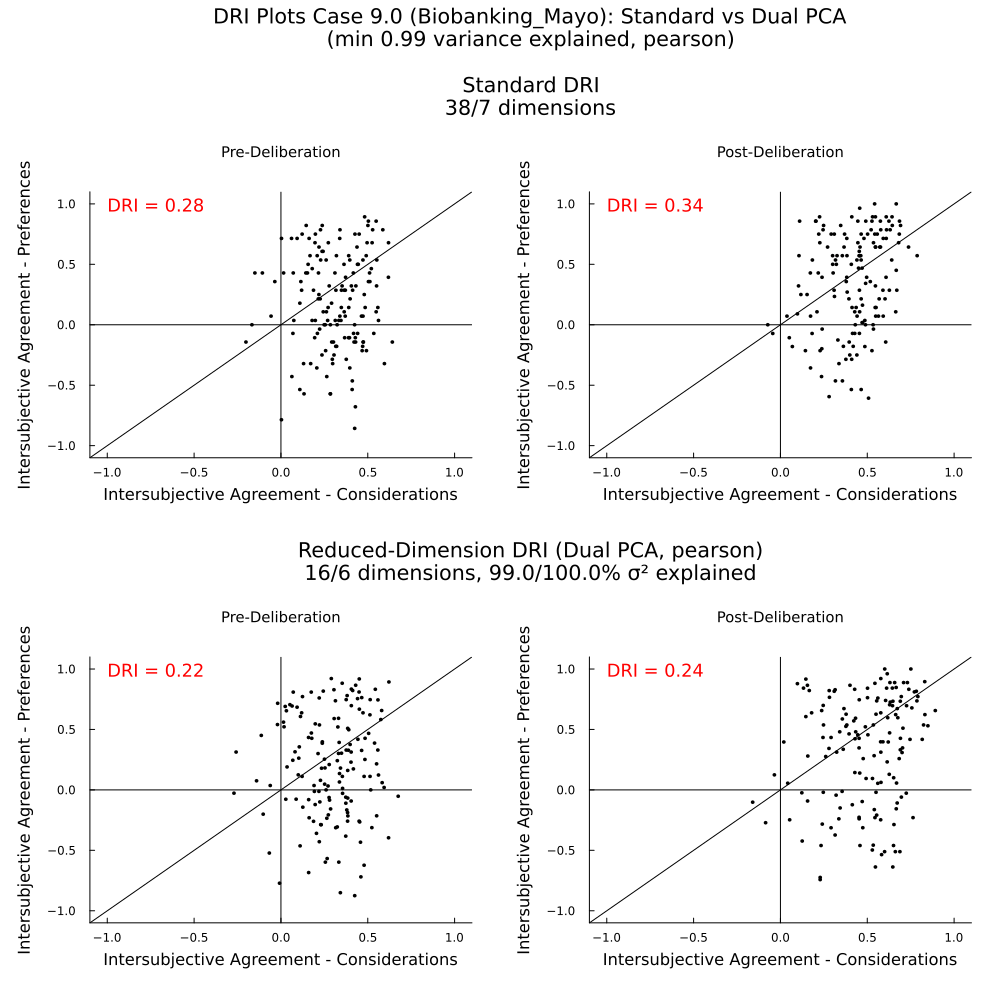 DRI Plots Case 9.0 (Biobanking_Mayo): Standard vs Dual PCA
(min 0.99 variance explained, pearson)
Standard DRI
38/7 dimensions
Pre-Deliberation
DRI = 0.28
Intersubjective Agreement - Preferences
1.0
0.5
0.0
−0.5
−1.0
−1.0 −0.5 0.0 0.5 1.0
Intersubjective Agreement - Considerations
Post-Deliberation
DRI = 0.34
Intersubjective Agreement - Preferences
1.0
0.5
0.0
−0.5
−1.0
−1.0 −0.5 0.0 0.5 1.0
Intersubjective Agreement - Considerations
Reduced-Dimension DRI (Dual PCA, pearson)
16/6 dimensions, 99.0/100.0% σ² explained
Pre-Deliberation
DRI = 0.22
Intersubjective Agreement - Preferences
1.0
0.5
0.0
−0.5
−1.0
−1.0 −0.5 0.0 0.5 1.0
Intersubjective Agreement - Considerations
Post-Deliberation
DRI = 0.24
Intersubjective Agreement - Preferences
1.0
0.5
0.0
−0.5
−1.0
−1.0 −0.5 0.0 0.5 1.0
Intersubjective Agreement - Considerations